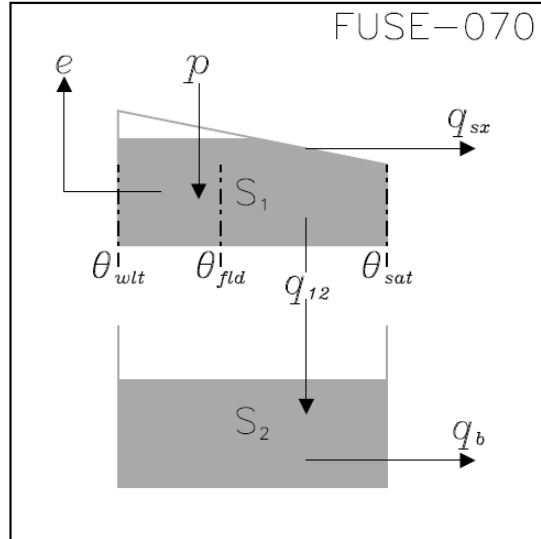 FUSE-070
e p
q_sx
S_1
θ_wlt θ_fld θ_sat
q_12
S_2
q_b